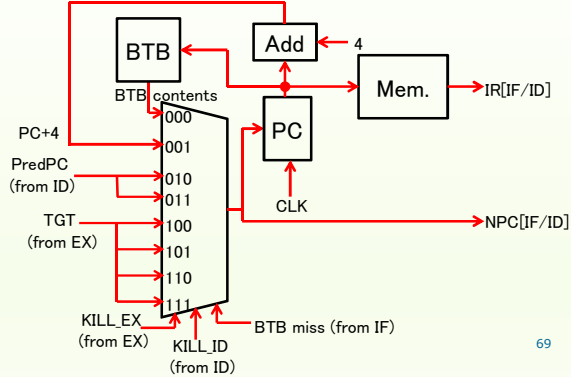 BTB
Add
4
Mem.
IR[IF/ID]
BTB contents
000
PC
PC+4
001
PredPC
(from ID)
010
011
CLK
TGT
(from EX)
100
NPC[IF/ID]
101
110
111
KILL_EX
(from EX)
KILL_ID
(from ID)
BTB miss (from IF)
69